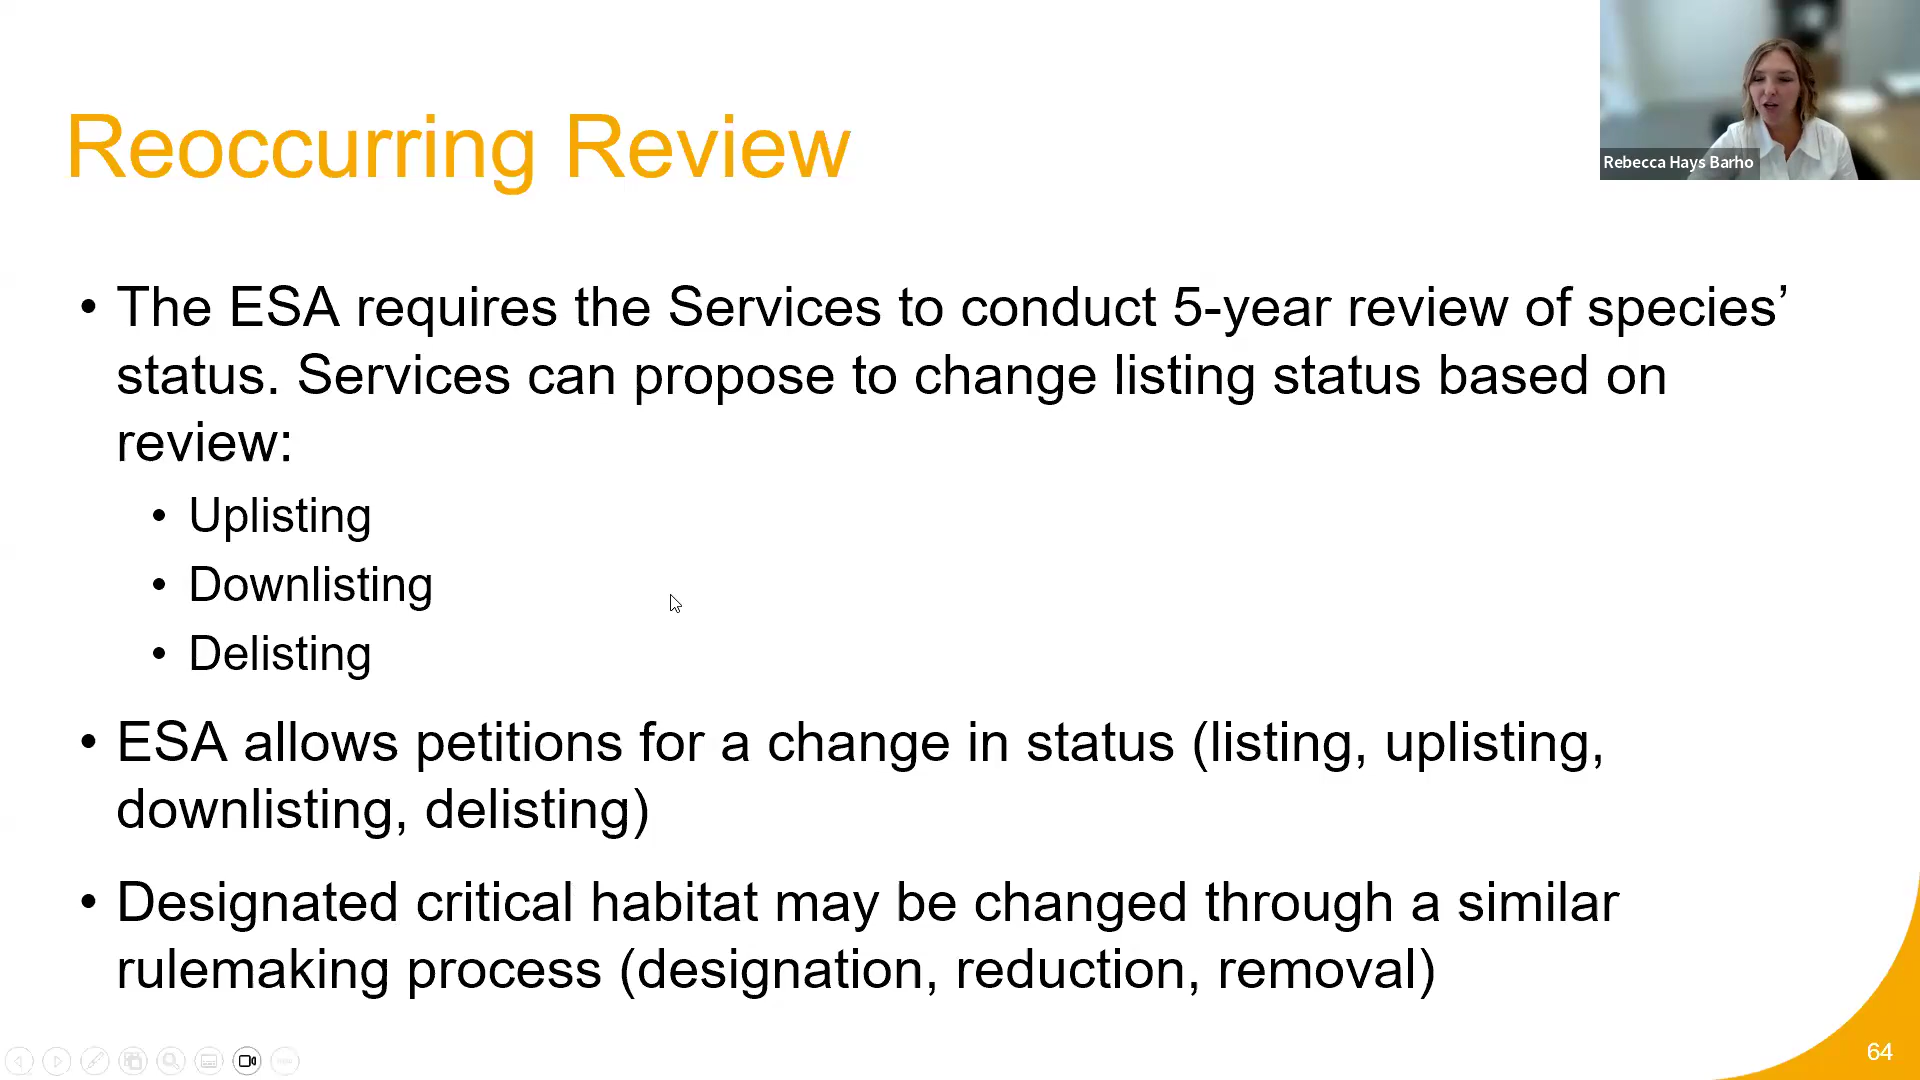 Reoccurring Review
Rebecca Hays Barho
• The ESA requires the Services to conduct 5-year review of species’
status. Services can propose to change listing status based on
review:
• Uplisting
• Downlisting
• Delisting
• ESA allows petitions for a change in status (listing, uplisting,
downlisting, delisting)
• Designated critical habitat may be changed through a similar
rulemaking process (designation, reduction, removal)
64